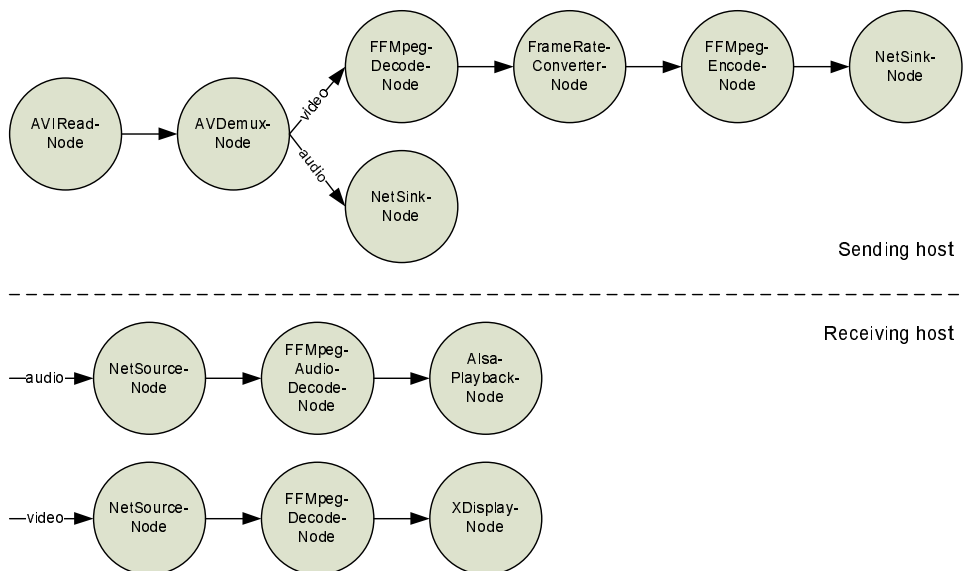 FFMpeg-
Decode-
Node
FrameRate-
Converter-
Node
FFMpeg-
Encode-
Node
NetSink-
Node
AVIRead-
Node
AVDemux-
Node
video
audio
NetSink-
Node
Sending host
Receiving host
audio
NetSource-
Node
FFMpeg-
Audio-
Decode-
Node
Alsa-
Playback-
Node
video
NetSource-
Node
FFMpeg-
Decode-
Node
XDisplay-
Node